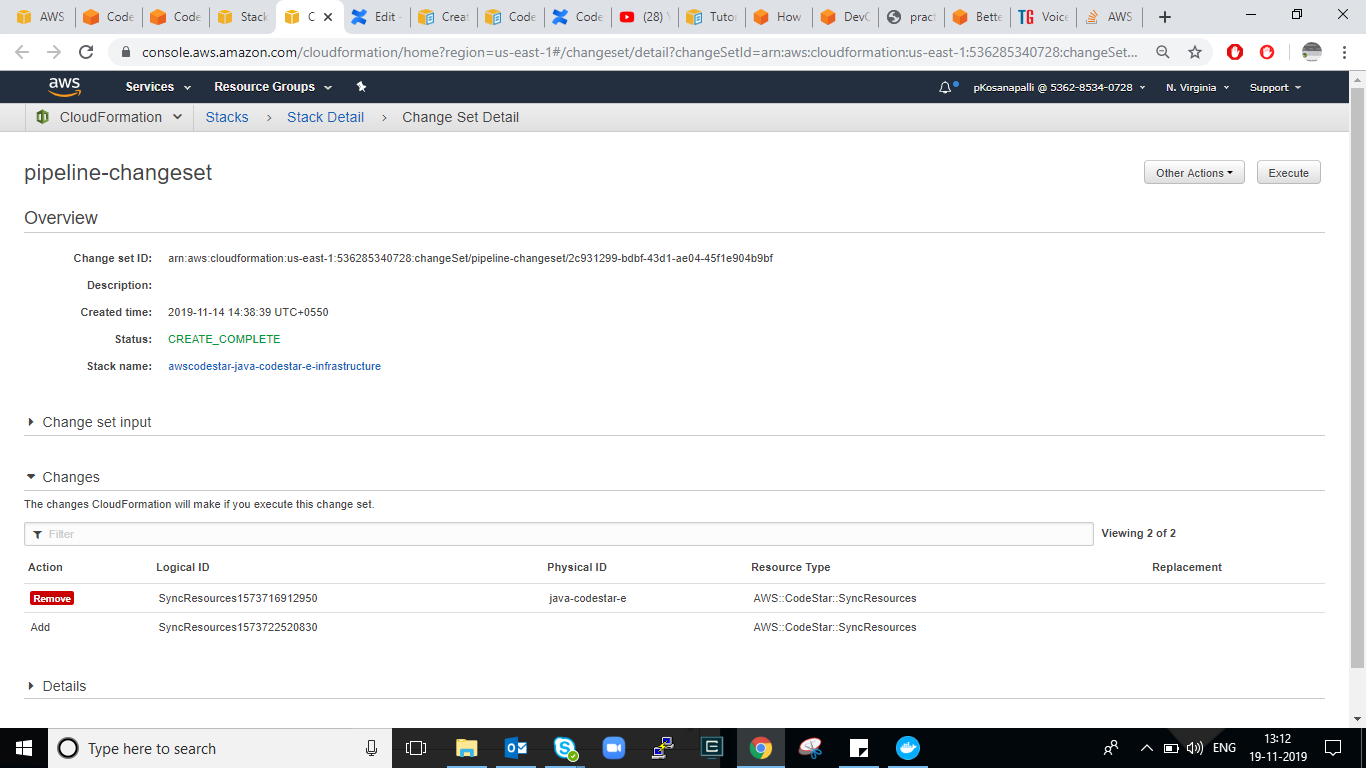 AWS
Code
Code
Stack
C
Edit -
Creat
Code
Code
(28)
Tutor
How
DevO
pract
Bette
TG Voice
AWS
console.aws.amazon.com/cloudformation/home?region=us-east-1#/changeset/detail?changeSetId=arn:aws:cloudformation:us-east-1:536285340728:changeSet...
aws Services Resource Groups pKosanapalli @ 5362-8534-0728 N. Virginia Support
CloudFormation Stacks › Stack Detail › Change Set Detail
pipeline-changeset Other Actions Execute
Overview
Change set ID: arn:aws:cloudformation:us-east-1:536285340728:changeSet/pipeline-changeset/2c931299-bdbf-43d1-ae04-45f1e904b9bf
Description:
Created time: 2019-11-14 14:38:39 UTC+0550
Status: CREATE_COMPLETE
Stack name: awscodestar-java-codestar-e-infrastructure
Change set input
Changes
The changes CloudFormation will make if you execute this change set.
Filter Viewing 2 of 2
Action Logical ID Physical ID Resource Type Replacement
Remove SyncResources1573716912950 java-codestar-e AWS::CodeStar::SyncResources
Add SyncResources1573722520830 AWS::CodeStar::SyncResources
Details
Type here to search ENG 13:12
19-11-2019